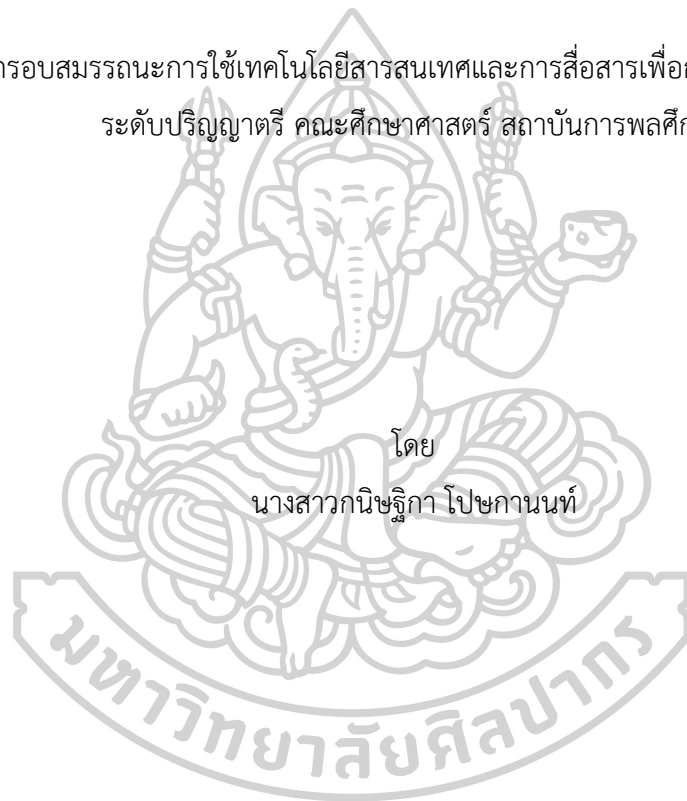 กรอบสมรรถนะการใช้เทคโนโลยีสารสนเทศและการสื่อสารเพื่อ
ระดับปริญญาตรี คณะศึกษาศาสตร์ สถาบันการพลศึก
โดย
นางสาวกนิษฐิกา โปษกานนท์
มหาวิทยาลัยศิลปากร